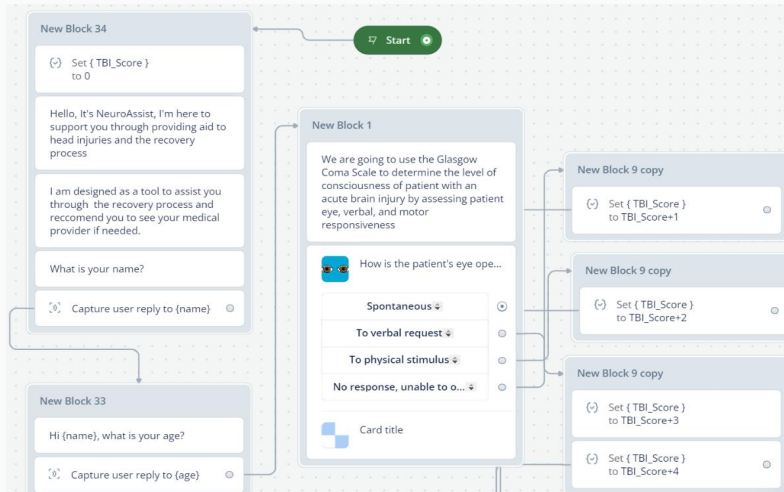 Start
New Block 34
Set { TBI_Score }
to 0
Hello, It's NeuroAssist, I'm here to
support you through providing aid to
head injuries and the recovery
process
I am designed as a tool to assist you
through the recovery process and
reccomend you to see your medical
provider if needed.
What is your name?
Capture user reply to {name}
New Block 33
Hi {name}, what is your age?
Capture user reply to {age}
New Block 1
We are going to use the Glasgow
Coma Scale to determine the level of
consciousness of patient with an
acute brain injury by assessing patient
eye, verbal, and motor
responsiveness
How is the patient's eye ope...
Spontaneous
To verbal request
To physical stimulus
No response, unable to o...
Card title
New Block 9 copy
Set { TBI_Score }
to TBI_Score+1
New Block 9 copy
Set { TBI_Score }
to TBI_Score+2
New Block 9 copy
Set { TBI_Score }
to TBI_Score+3
Set { TBI_Score }
to TBI_Score+4